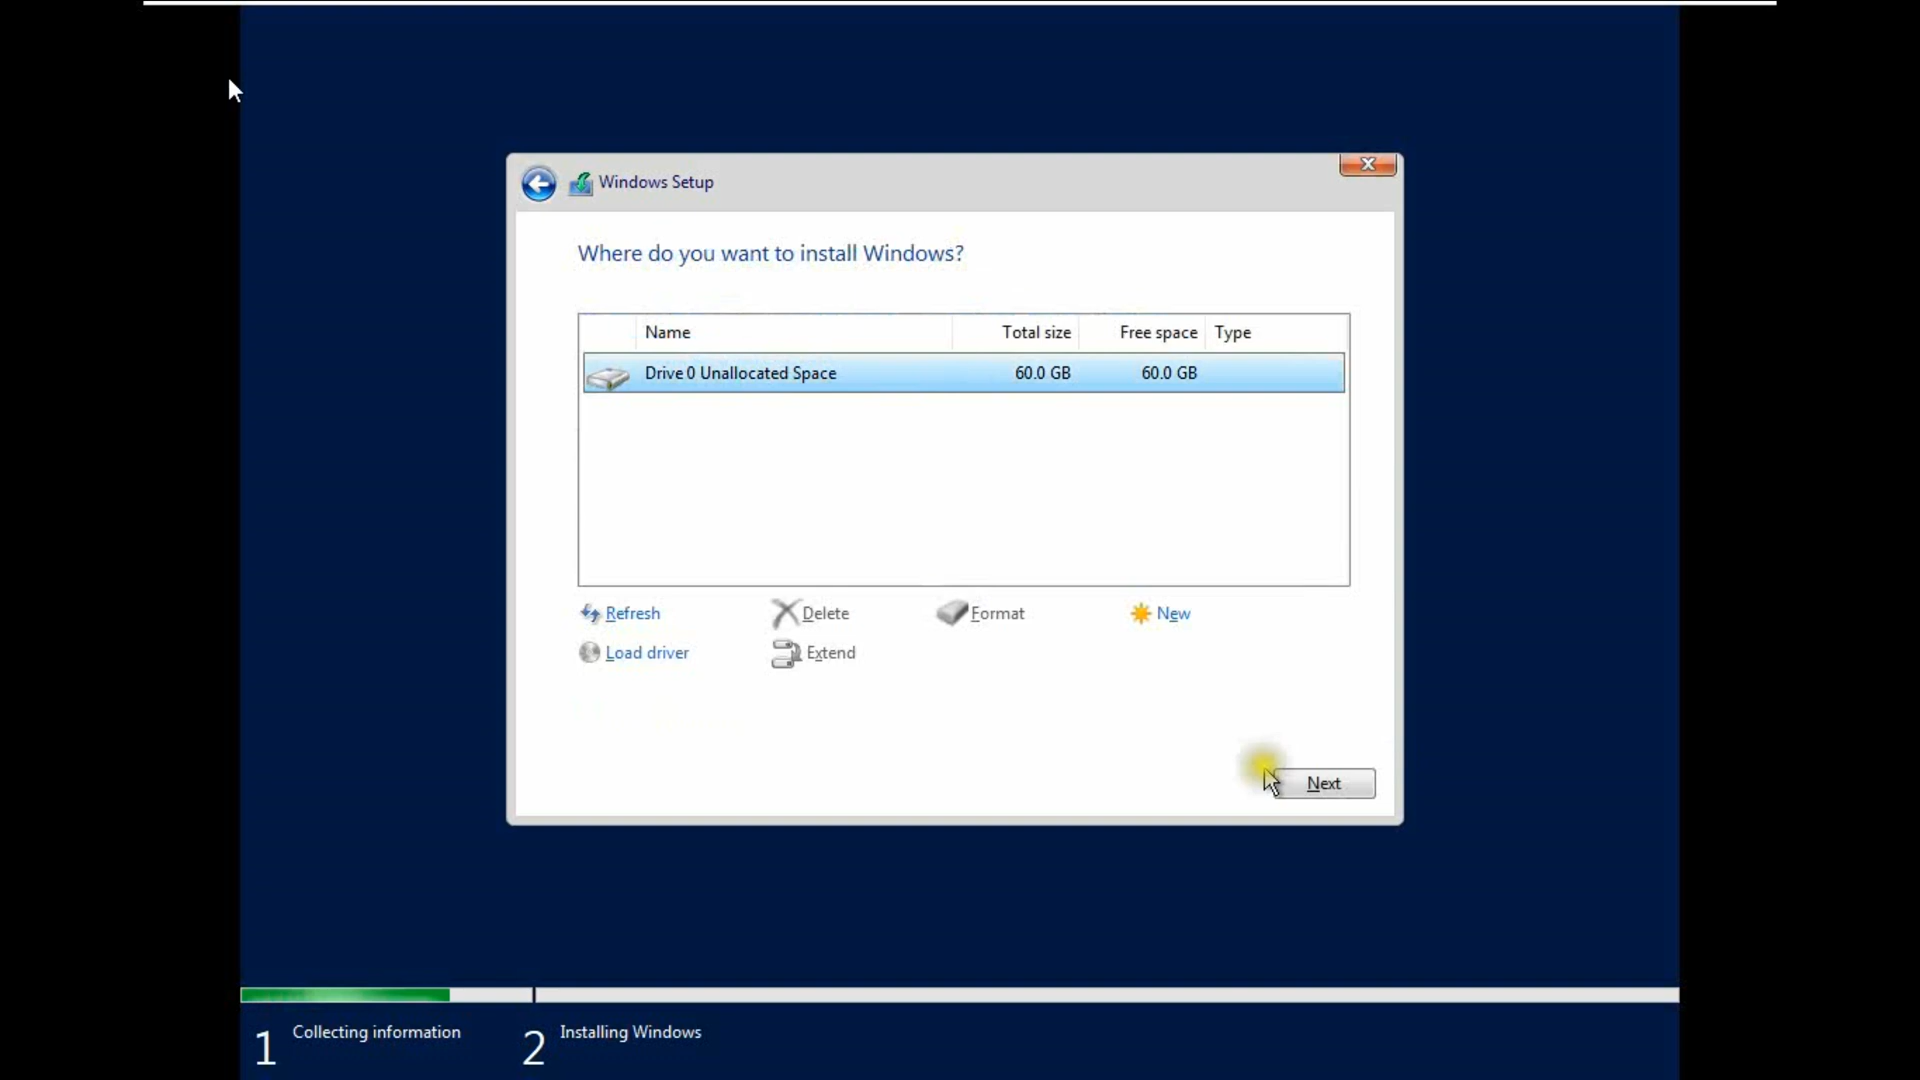 Windows Setup
Where do you want to install Windows?
Name Total size Free space Type
Drive 0 Unallocated Space 60.0 GB 60.0 GB
Refresh Delete Format New
Load driver Extend
Next
1 Collecting information 2 Installing Windows